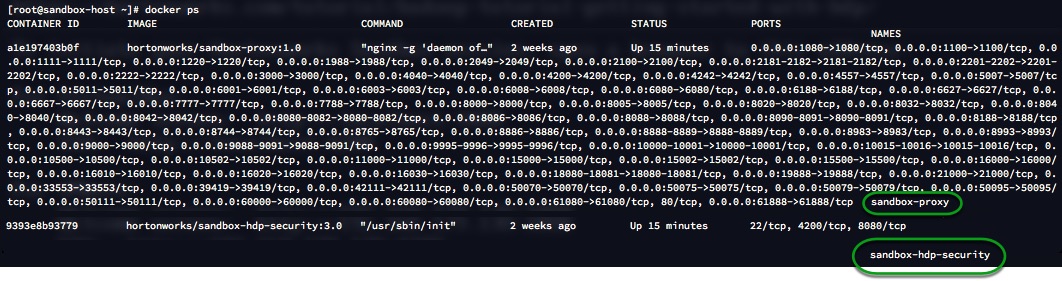 [root@sandbox-host ~]# docker ps
CONTAINER ID IMAGE COMMAND CREATED STATUS PORTS
NAMES
a1e197403b0f hortonworks/sandbox-proxy:1.0 "nginx -g 'daemon of…" 2 weeks ago Up 15 minutes 0.0.0.0:1080->1080/tcp, 0.0.0.0:1100->1100/tcp, 0.0
.0.0:1111->1111/tcp, 0.0.0.0:1220->1220/tcp, 0.0.0.0:1988->1988/tcp, 0.0.0.0:2049->2049/tcp, 0.0.0.0:2100->2100/tcp, 0.0.0.0:2181-2182->2181-2182/tcp, 0.0.0.0:2201-2202->2201-
2202/tcp, 0.0.0.0:2222->2222/tcp, 0.0.0.0:3000->3000/tcp, 0.0.0.0:4040->4040/tcp, 0.0.0.0:4200->4200/tcp, 0.0.0.0:4242->4242/tcp, 0.0.0.0:4557->4557/tcp, 0.0.0.0:5007->5007/tc
p, 0.0.0.0:5011->5011/tcp, 0.0.0.0:6001->6001/tcp, 0.0.0.0:6003->6003/tcp, 0.0.0.0:6008->6008/tcp, 0.0.0.0:6080->6080/tcp, 0.0.0.0:6188->6188/tcp, 0.0.0.0:6627->6627/tcp, 0.0.
0.0:6667->6667/tcp, 0.0.0.0:7777->7777/tcp, 0.0.0.0:7788->7788/tcp, 0.0.0.0:8000->8000/tcp, 0.0.0.0:8005->8005/tcp, 0.0.0.0:8020->8020/tcp, 0.0.0.0:8032->8032/tcp, 0.0.0.0:804
0->8040/tcp, 0.0.0.0:8042->8042/tcp, 0.0.0.0:8080-8082->8080-8082/tcp, 0.0.0.0:8086->8086/tcp, 0.0.0.0:8088->8088/tcp, 0.0.0.0:8090-8091->8090-8091/tcp, 0.0.0.0:8188->8188/tcp
, 0.0.0.0:8443->8443/tcp, 0.0.0.0:8744->8744/tcp, 0.0.0.0:8765->8765/tcp, 0.0.0.0:8886->8886/tcp, 0.0.0.0:8888-8889->8888-8889/tcp, 0.0.0.0:8983->8983/tcp, 0.0.0.0:8993->8993/
tcp, 0.0.0.0:9000->9000/tcp, 0.0.0.0:9088-9091->9088-9091/tcp, 0.0.0.0:9995-9996->9995-9996/tcp, 0.0.0.0:10000-10001->10000-10001/tcp, 0.0.0.0:10015-10016->10015-10016/tcp, 0.
0.0.0:10500->10500/tcp, 0.0.0.0:10502->10502/tcp, 0.0.0.0:11000->11000/tcp, 0.0.0.0:15000->15000/tcp, 0.0.0.0:15002->15002/tcp, 0.0.0.0:15500->15500/tcp, 0.0.0.0:16000->16000/
tcp, 0.0.0.0:16010->16010/tcp, 0.0.0.0:16020->16020/tcp, 0.0.0.0:16030->16030/tcp, 0.0.0.0:18080-18081->18080-18081/tcp, 0.0.0.0:19888->19888/tcp, 0.0.0.0:21000->21000/tcp, 0.
0.0.0:33553->33553/tcp, 0.0.0.0:39419->39419/tcp, 0.0.0.0:42111->42111/tcp, 0.0.0.0:50070->50070/tcp, 0.0.0.0:50075->50075/tcp, 0.0.0.0:50079->50079/tcp, 0.0.0.0:50095->50095/
tcp, 0.0.0.0:50111->50111/tcp, 0.0.0.0:60000->60000/tcp, 0.0.0.0:60080->60080/tcp, 0.0.0.0:61080->61080/tcp, 80/tcp, 0.0.0.0:61888->61888/tcp sandbox-proxy
9393e8b93779 hortonworks/sandbox-hdp-security:3.0 "/usr/sbin/init" 2 weeks ago Up 15 minutes 22/tcp, 4200/tcp, 8080/tcp
sandbox-hdp-security